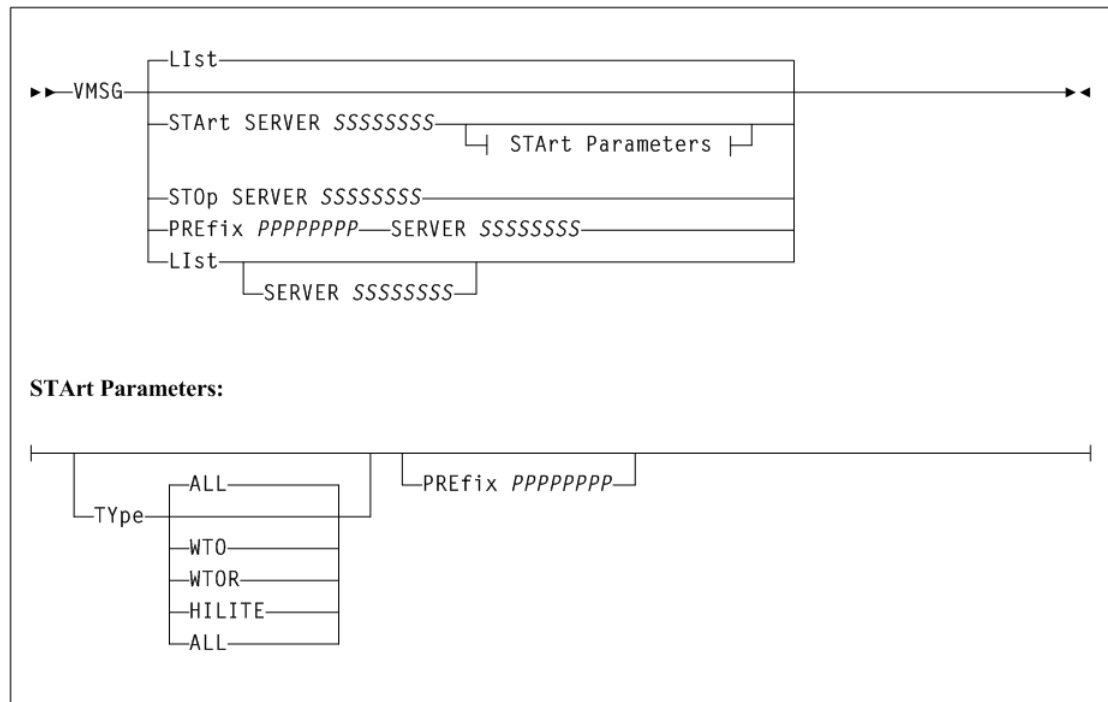 LIst
VMSG
STArt SERVER SSSSSSSS
STArt Parameters
STOp SERVER SSSSSSSS
PREfix PPPPPPPP SERVER SSSSSSSS
LIst
SERVER SSSSSSSS
STArt Parameters:
ALL
PREfix PPPPPPPP
TYpe
WTO
WTOR
HILITE
ALL